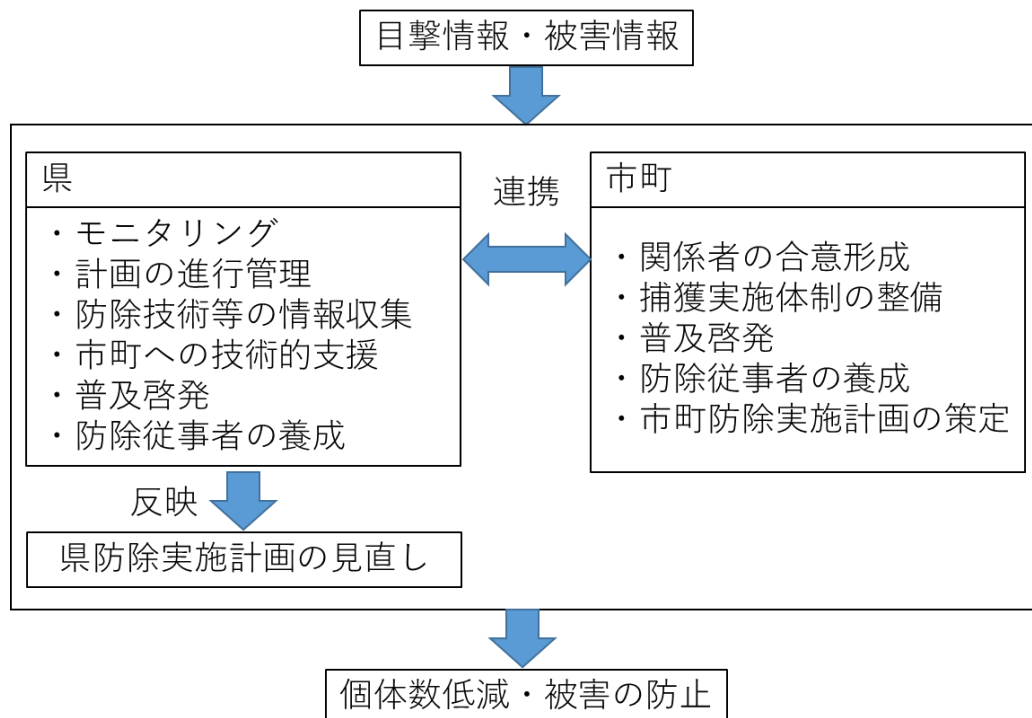 目撃情報・被害情報
県
・モニタリング
・計画の進行管理
・防除技術等の情報収集
・市町への技術的支援
・普及啓発
・防除従事者の養成
連携
市町
・関係者の合意形成
・捕獲実施体制の整備
・普及啓発
・防除従事者の養成
・市町防除実施計画の策定
反映
県防除実施計画の見直し
個体数低減・被害の防止